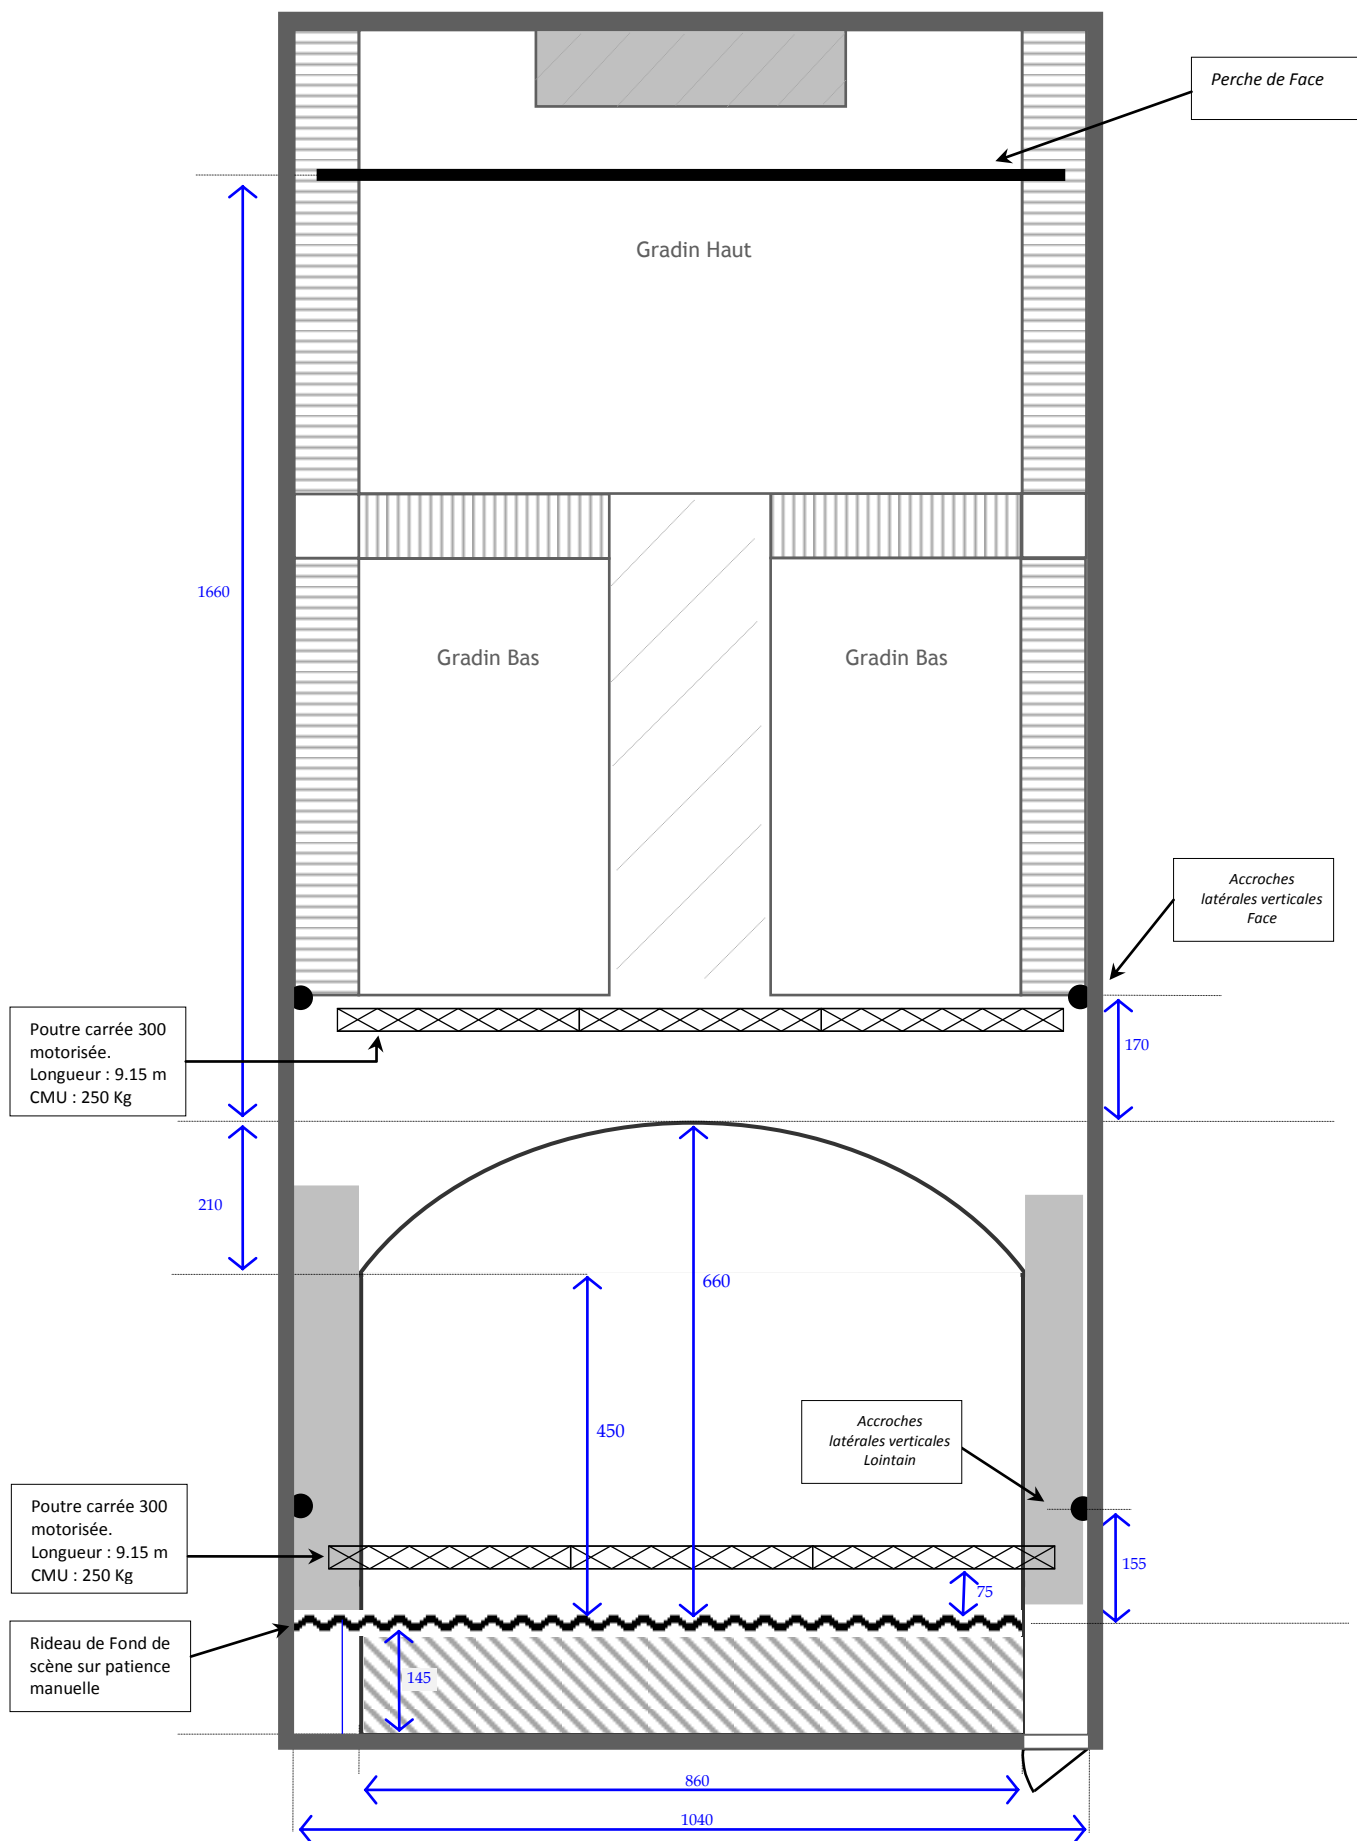 Perche de Face
Gradin Haut
1660
Gradin Bas
Gradin Bas
Accroches
latérales verticales
Face
Poutre carrée 300
motorisée.
Longueur : 9.15 m
CMU : 250 Kg
170
210
660
450
Accroches
latérales verticales
Lointain
Poutre carrée 300
motorisée.
Longueur : 9.15 m
CMU : 250 Kg
155
75
Rideau de Fond de
scène sur patience
manuelle
145
860
1040